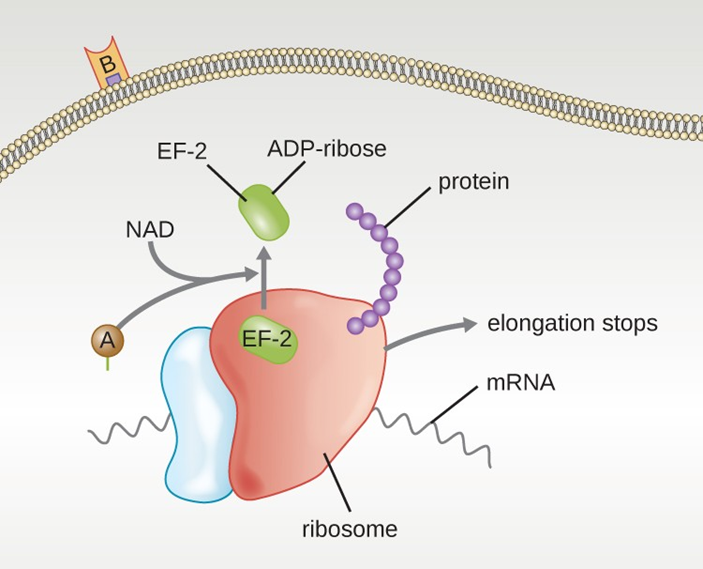 B
EF-2
ADP-ribose
protein
NAD
A
EF-2
elongation stops
mRNA
ribosome